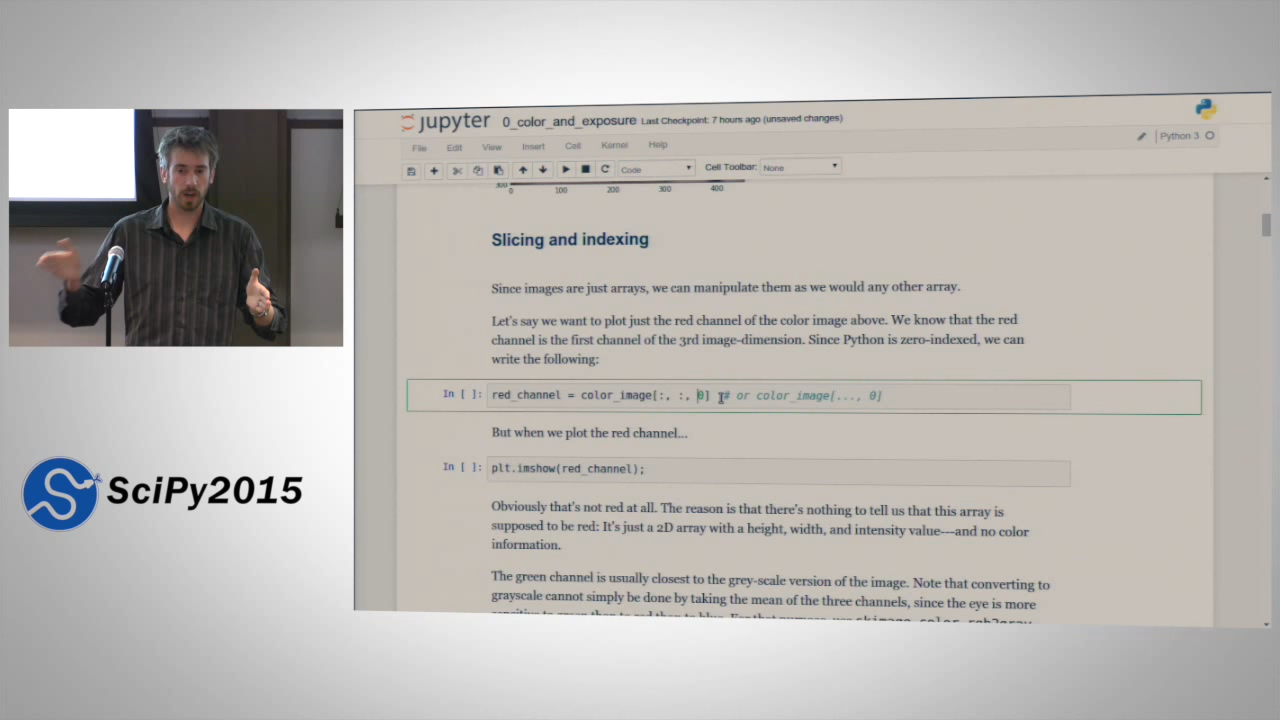 jupyter 0_color_and_exposure Last Checkpoint: 7 hours ago (unsaved changes)
File Edit View Insert Cell Kernel Help
Python 3
Code Cell Toolbar: None
0 100 200 300 400
Slicing and indexing
Since images are just arrays, we can manipulate them as we would any other array.
Let's say we want to plot just the red channel of the color image above. We know that the red
channel is the first channel of the 3rd image-dimension. Since Python is zero-indexed, we can
write the following:
In [ ]: red_channel = color_image[:, :, 0] # or color_image[..., 0]
But when we plot the red channel...
In [ ]: plt.imshow(red_channel);
Obviously that's not red at all. The reason is that there's nothing to tell us that this array is
supposed to be red: It's just a 2D array with a height, width, and intensity value---and no color
information.
The green channel is usually closest to the grey-scale version of the image. Note that converting to
grayscale cannot simply be done by taking the mean of the three channels, since the eye is more
SciPy2015